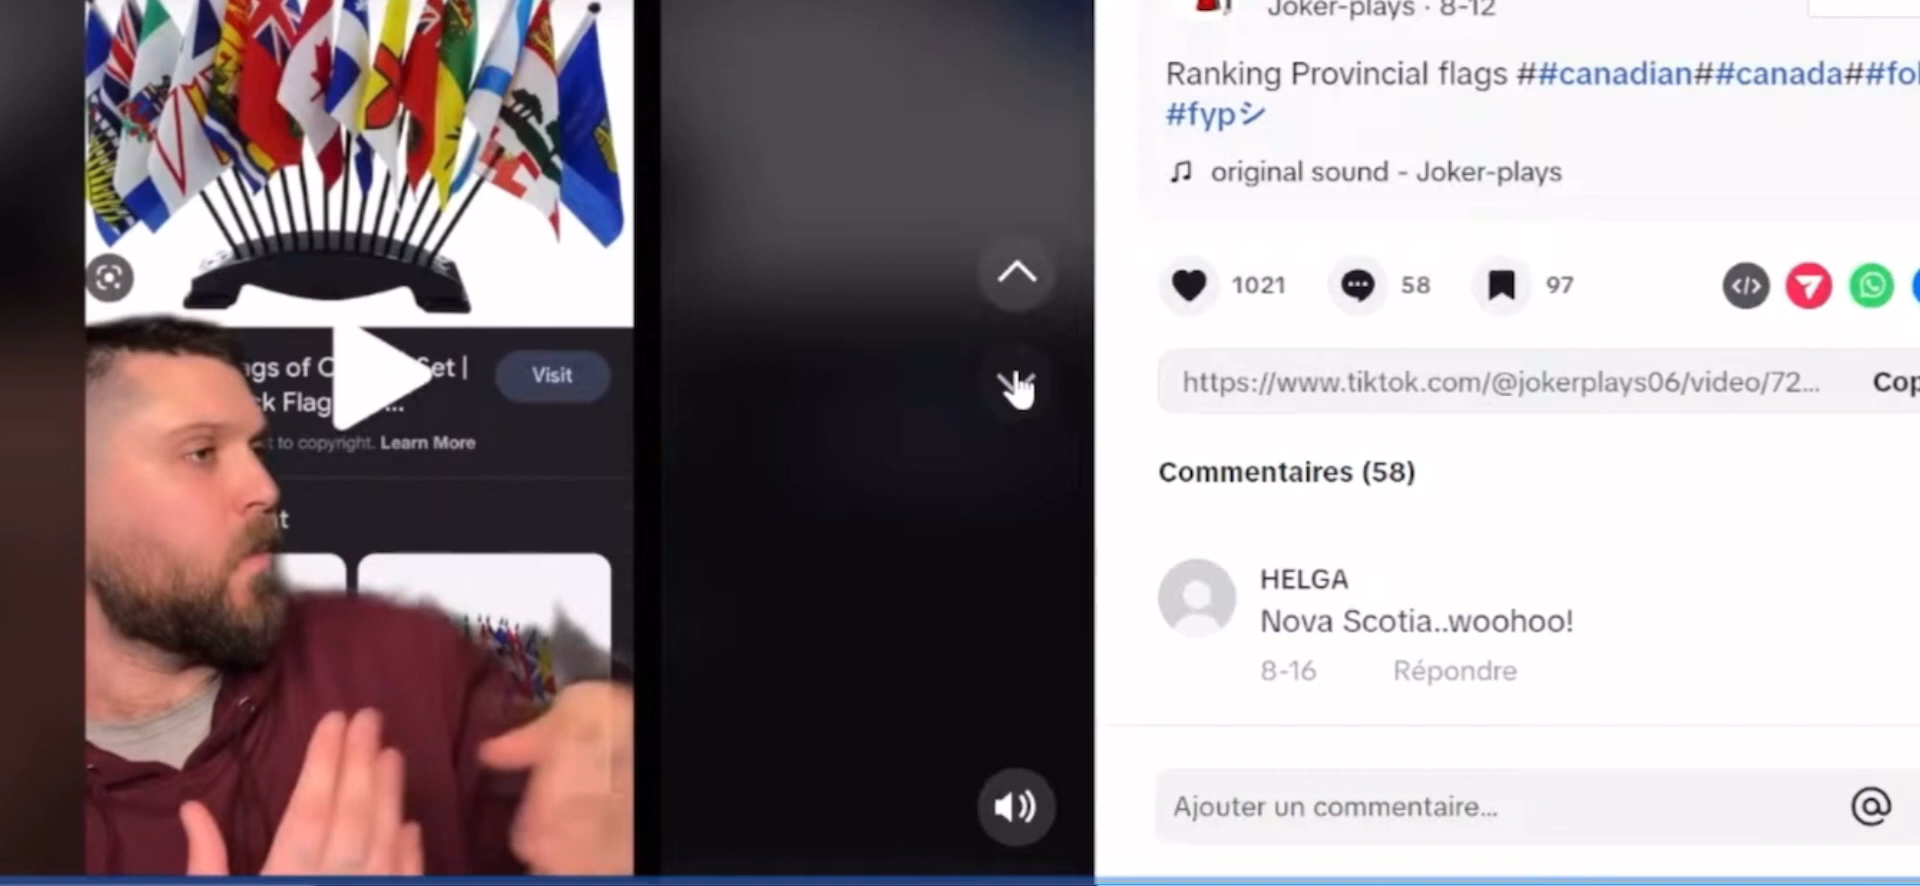 Joker-plays · 8-12
Ranking Provincial flags ##canadian##canada##fol
#fypシ
original sound - Joker-plays
1021
58
97
https://www.tiktok.com/@jokerplays06/video/72...
Cop
Commentaires (58)
HELGA
Nova Scotia..woohoo!
8-16 Répondre
Ajouter un commentaire...
@
ags of C Set |
ck Flag ...
Visit
t to copyright. Learn More